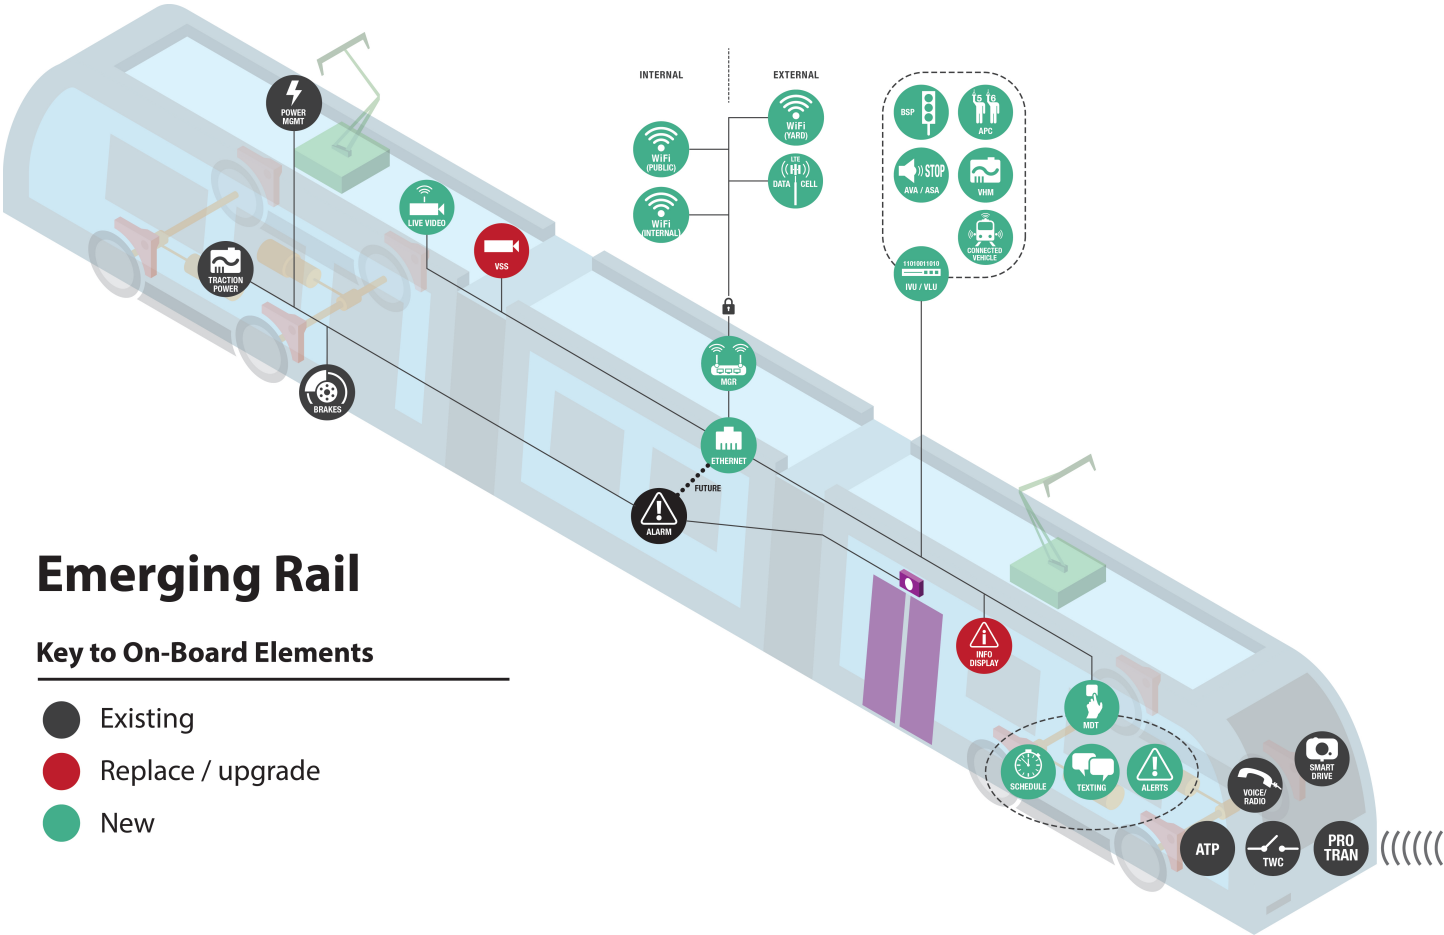 INTERNAL
EXTERNAL
POWER
MGMT
WiFi
(YARD)
BSP
5 6
APC
WiFi
(PUBLIC)
LTE
DATA CELL
STOP
AVA / ASA
VHM
LIVE VIDEO
WiFi
(INTERNAL)
CONNECTED
VEHICLE
VSS
TRACTION
POWER
11010011010
IVU / VLU
MGR
BRAKES
ETHERNET
FUTURE
ALARM
Emerging Rail
Key to On-Board Elements
Existing
Replace / upgrade
New
INFO
DISPLAY
MDT
SCHEDULE
TEXTING
ALERTS
SMART
DRIVE
VOICE/
RADIO
ATP
TWC
PRO
TRAN